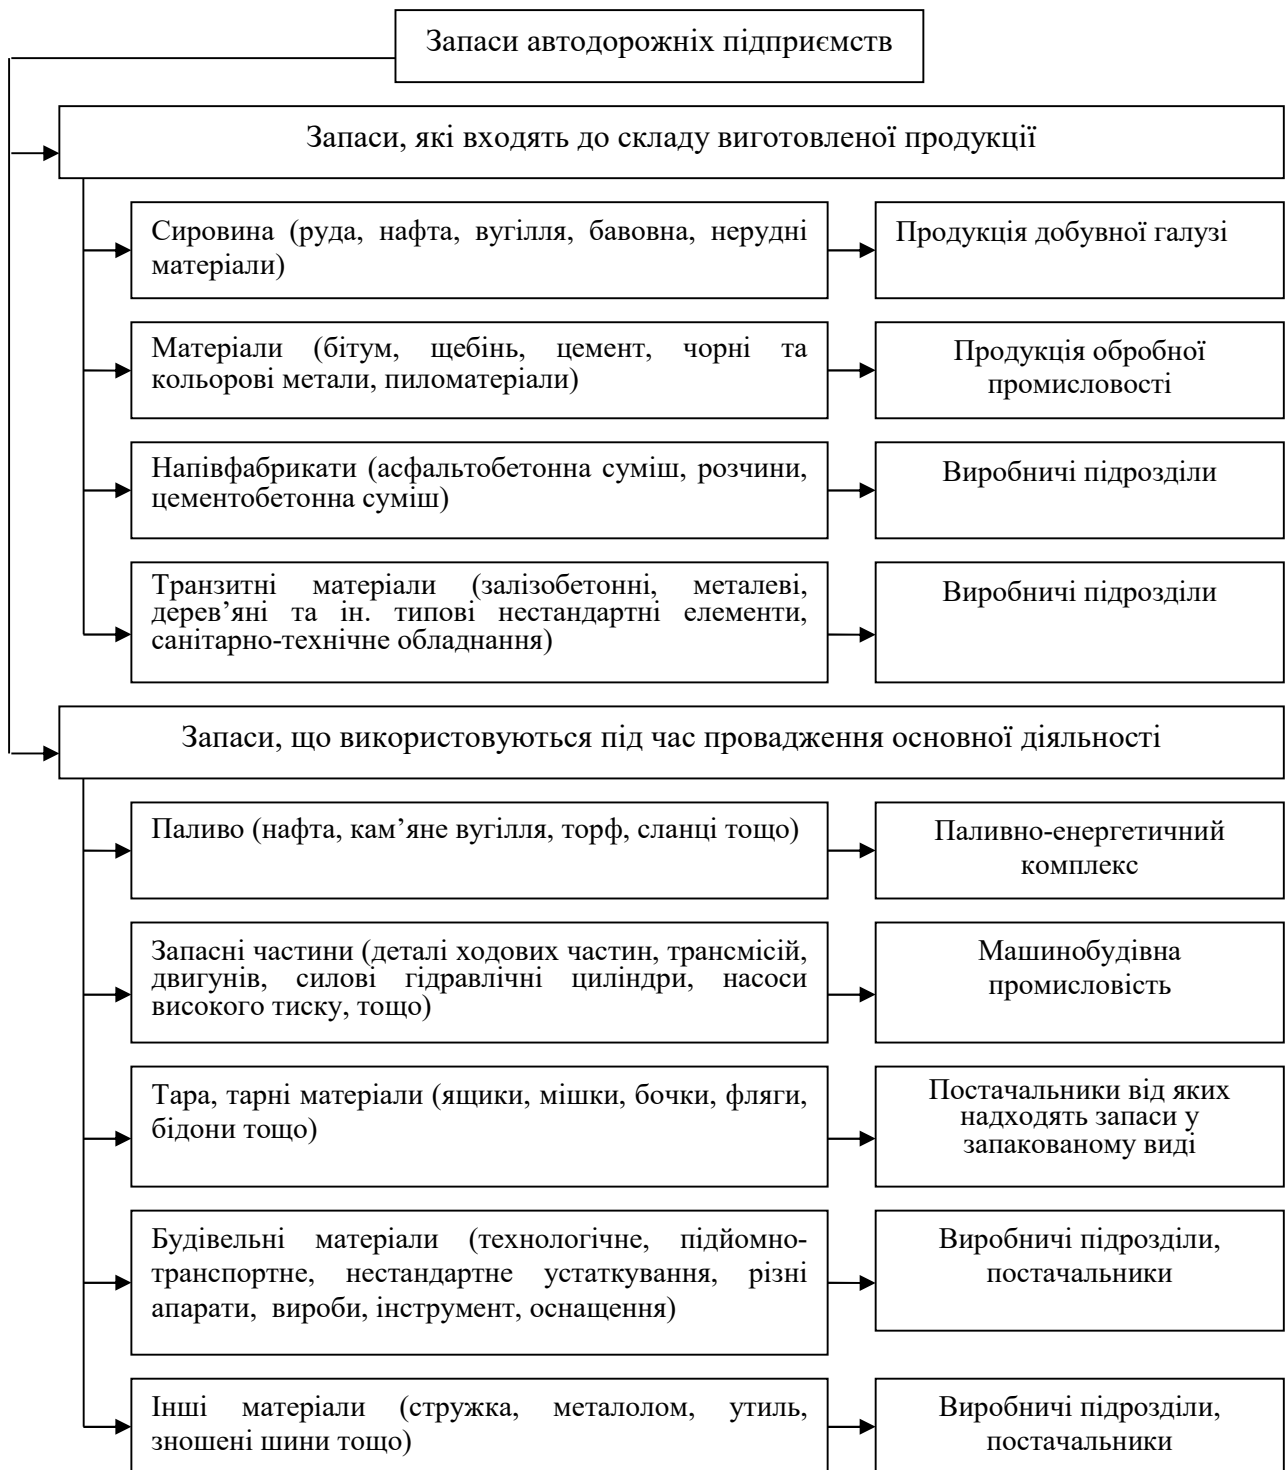 Запаси автодорожніх підприємств
Запаси, які входять до складу виготовленої продукції
Сировина (руда, нафта, вугілля, бавовна, нерудні
матеріали)
Продукція добувної галузі
Матеріали (бітум, щебінь, цемент, чорні та
кольорові метали, пиломатеріали)
Продукція обробної
промисловості
Напівфабрикати (асфальтобетонна суміш, розчини,
цементобетонна суміш)
Виробничі підрозділи
Транзитні матеріали (залізобетонні, металеві,
дерев’яні та ін. типові нестандартні елементи,
санітарно-технічне обладнання)
Виробничі підрозділи
Запаси, що використовуються під час провадження основної діяльності
Паливо (нафта, кам’яне вугілля, торф, сланці тощо)
Паливно-енергетичний
комплекс
Запасні частини (деталі ходових частин, трансмісій,
двигунів, силові гідравлічні циліндри, насоси
високого тиску, тощо)
Машинобудівна
промисловість
Тара, тарні матеріали (ящики, мішки, бочки, фляги,
бідони тощо)
Постачальники від яких
надходять запаси у
запакованому виді
Будівельні матеріали (технологічне, підйомно-
транспортне, нестандартне устаткування, різні
апарати, вироби, інструмент, оснащення)
Виробничі підрозділи,
постачальники
Інші матеріали (стружка, металолом, утиль,
зношені шини тощо)
Виробничі підрозділи,
постачальники